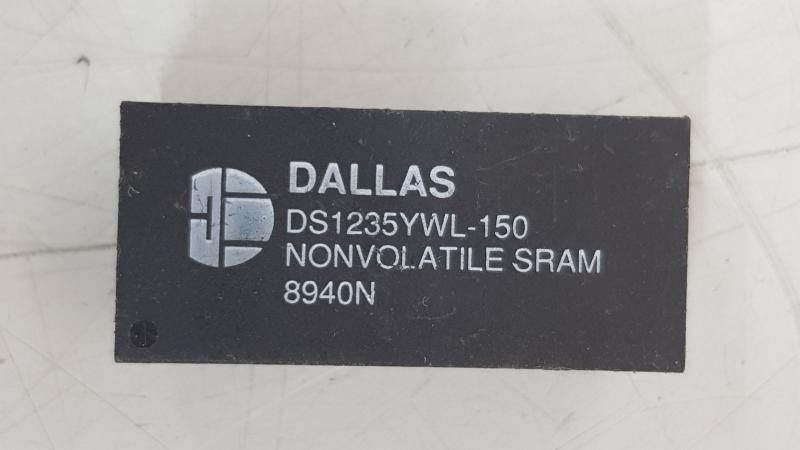 DALLAS
DS1235YWL-150
NONVOLATILE SRAM
8940N